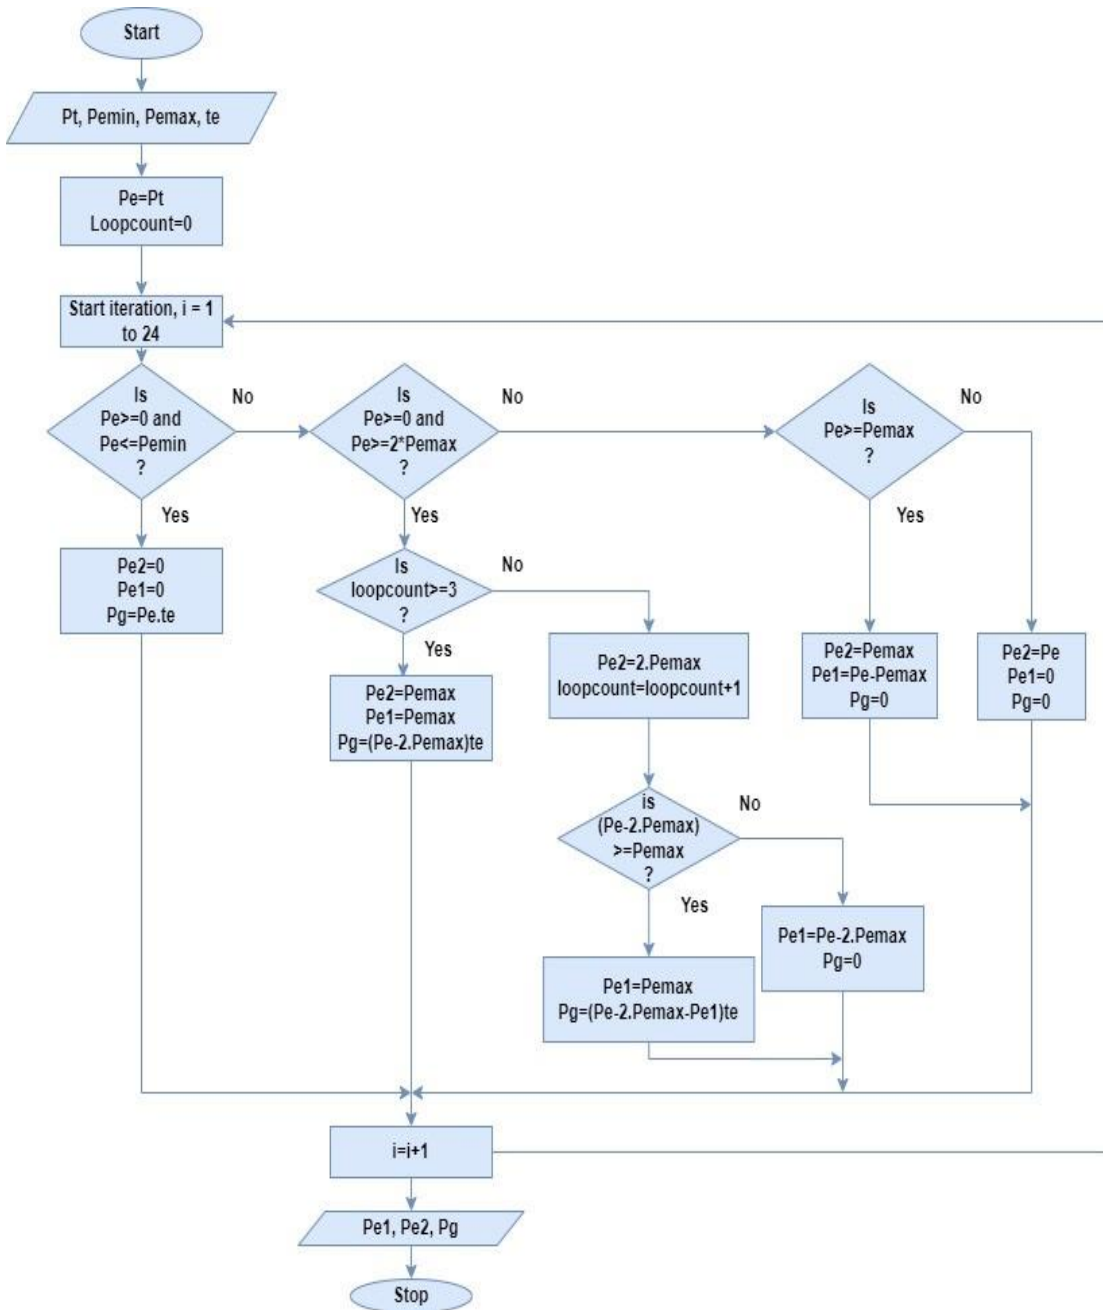 Start
Pt, Pemin, Pemax, te
Pe=Pt
Loopcount=0
Start iteration, i = 1
to 24
Is
Pe>=0 and
Pe<=Pemin
?
No
Is
Pe>=0 and
Pe>=2*Pemax
?
No
Is
Pe>=Pemax
?
No
Yes
Yes
Yes
Pe2=0
Pe1=0
Pg=Pe.te
Is
loopcount>=3
?
No
Yes
Pe2=Pemax
Pe1=Pemax
Pg=(Pe-2.Pemax)te
Pe2=2.Pemax
loopcount=loopcount+1
Pe2=Pemax
Pe1=Pe-Pemax
Pg=0
Pe2=Pe
Pe1=0
Pg=0
is
(Pe-2.Pemax)
>=Pemax
?
No
Yes
Pe1=Pe-2.Pemax
Pg=0
Pe1=Pemax
Pg=(Pe-2.Pemax-Pe1)te
i=i+1
Pe1, Pe2, Pg
Stop